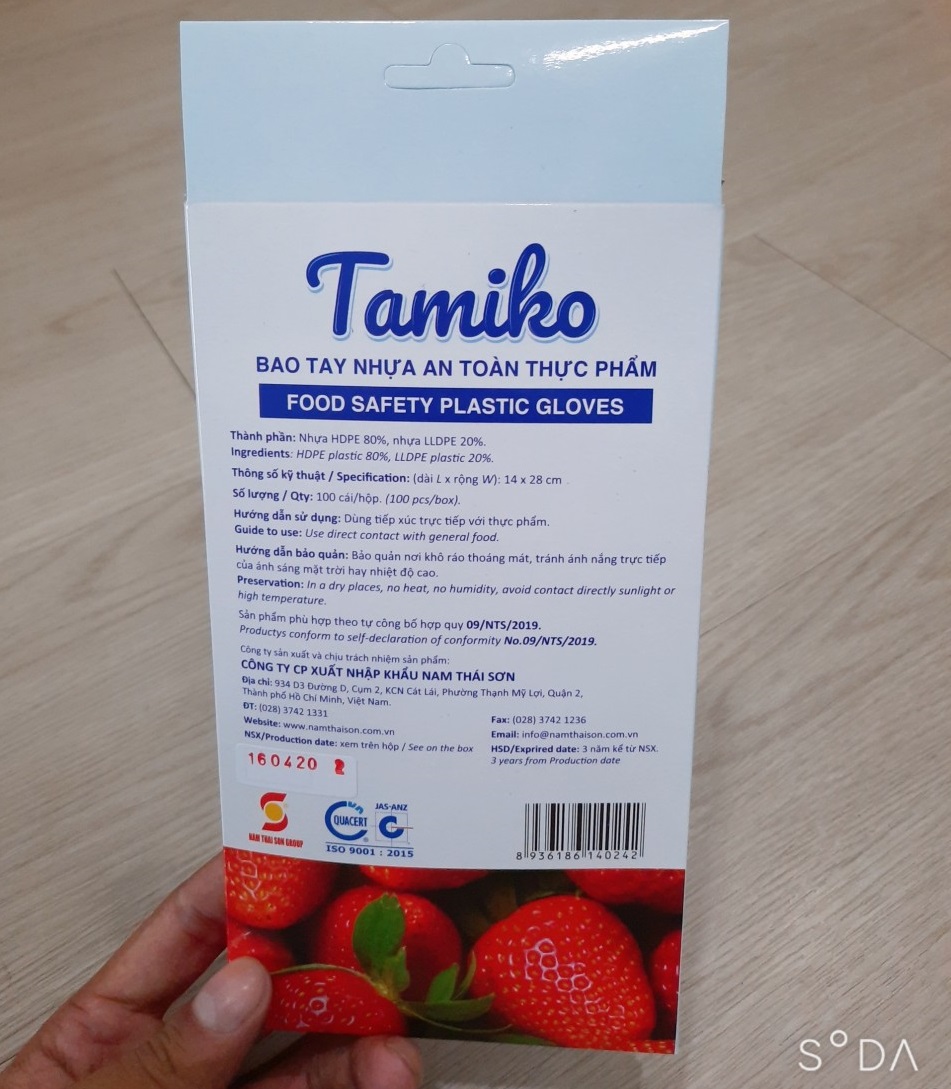 Tamiko
BAO TAY NHỰA AN TOÀN THỰC PHẨM
FOOD SAFETY PLASTIC GLOVES
Thành phần: Nhựa HDPE 80%, nhựa LLDPE 20%.
Ingredients: HDPE plastic 80%, LLDPE plastic 20%.
Thông số kỹ thuật / Specification: (dài L x rộng W): 14 x 28 cm
Số lượng / Qty: 100 cái/hộp. (100 pcs/box).
Hướng dẫn sử dụng: Dùng tiếp xúc trực tiếp với thực phẩm.
Guide to use: Use direct contact with general food.
Hướng dẫn bảo quản: Bảo quản nơi khô ráo thoáng mát, tránh ánh nắng trực tiếp
của ánh sáng mặt trời hay nhiệt độ cao.
Preservation: In a dry places, no heat, no humidity, avoid contact directly sunlight or
high temperature.
Sản phẩm phù hợp theo tự công bố hợp quy 09/NTS/2019.
Productys conform to self-declaration of conformity No.09/NTS/2019.
Công ty sản xuất và chịu trách nhiệm sản phẩm:
CÔNG TY CP XUẤT NHẬP KHẨU NAM THÁI SƠN
Địa chỉ: 934 D3 Đường D, Cụm 2, KCN Cát Lái, Phường Thạnh Mỹ Lợi, Quận 2,
Thành phố Hồ Chí Minh, Việt Nam.
ĐT: (028) 3742 1331
Fax: (028) 3742 1236
Website: www.namthaison.com.vn
Email: info@namthaison.com.vn
NSX/Production date: xem trên hộp / See on the box
HSD/Exprired date: 3 năm kể từ NSX.
3 years from Production date
160420 2
NAM THAI SON GROUP
QUACERT
JAS-ANZ
ISO 9001 : 2015
8 936186 140242
SODA